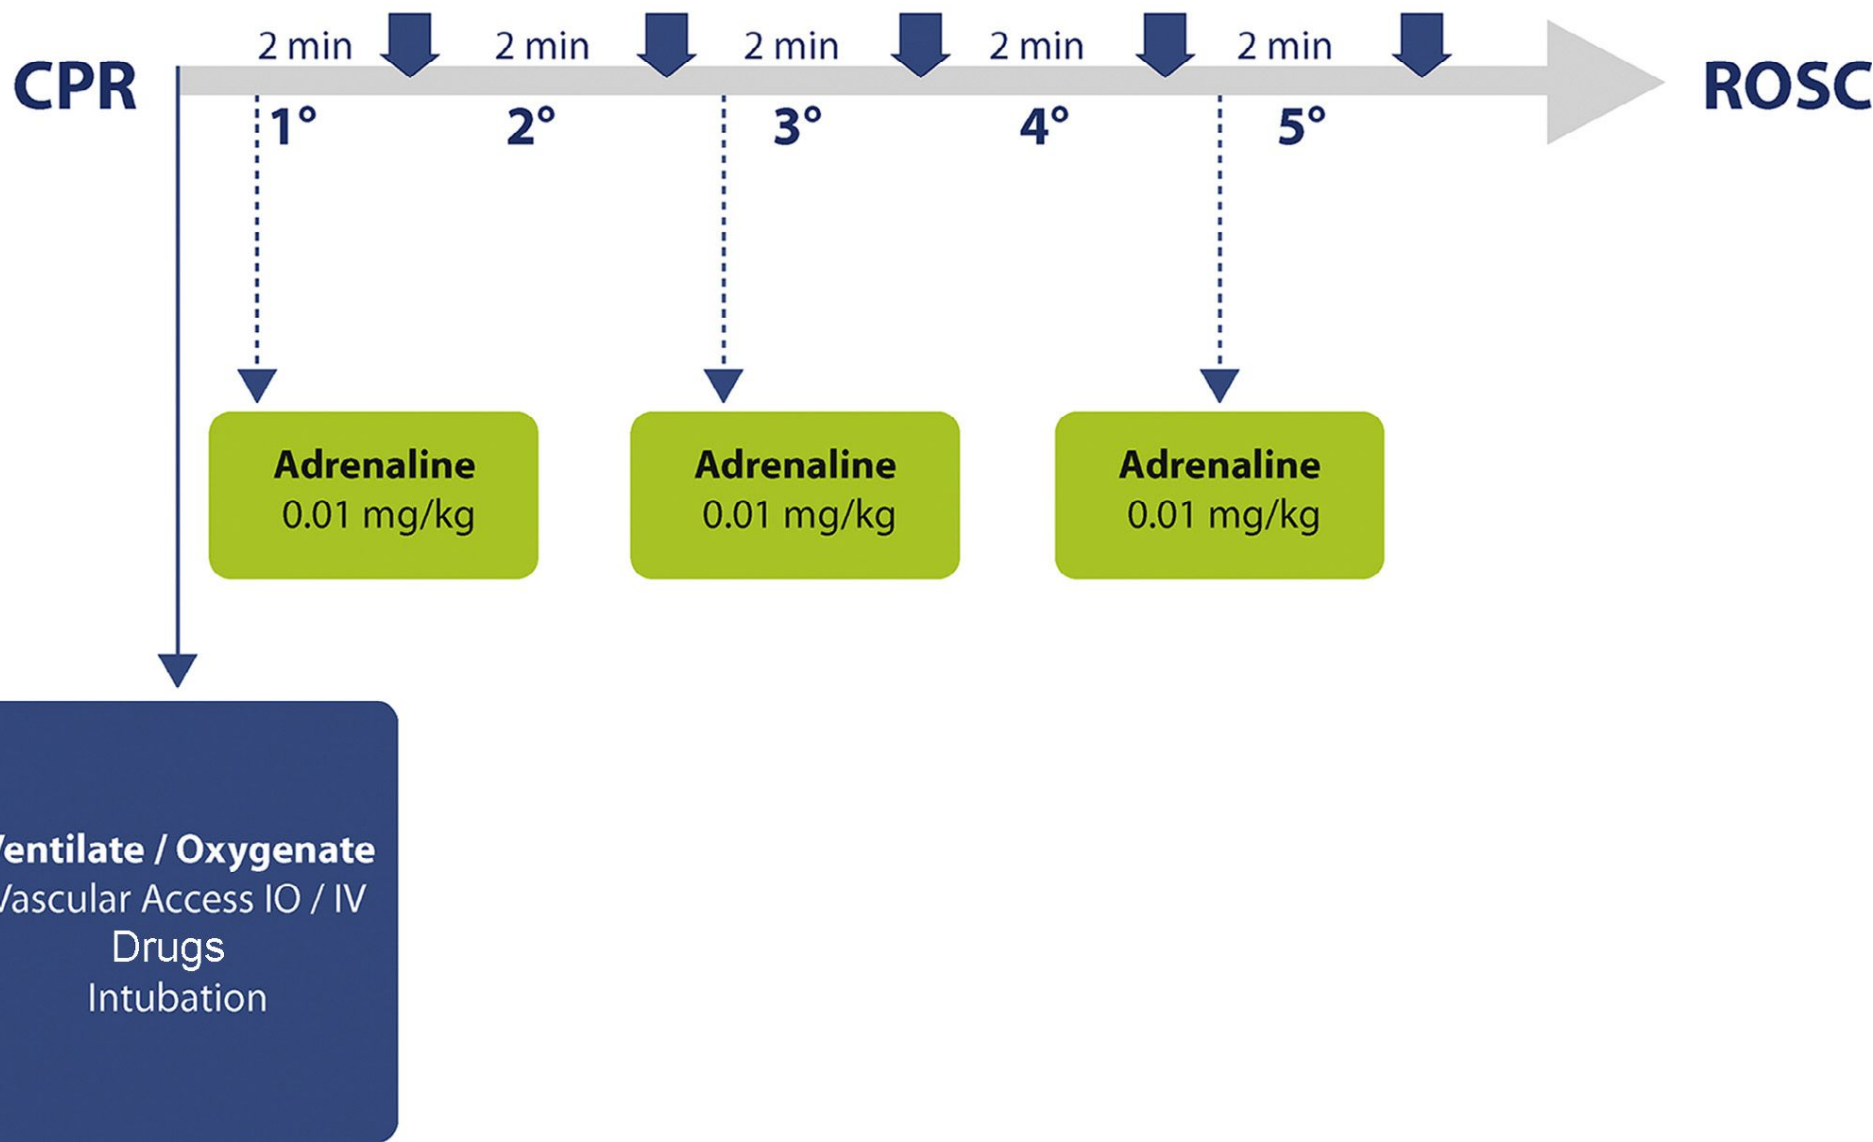 CPR
2 min
2 min
2 min
2 min
2 min
ROSC
1°
2°
3°
4°
5°
Adrenaline
0.01 mg/kg
Adrenaline
0.01 mg/kg
Adrenaline
0.01 mg/kg
Ventilate / Oxygenate
Vascular Access IO / IV
Drugs
Intubation